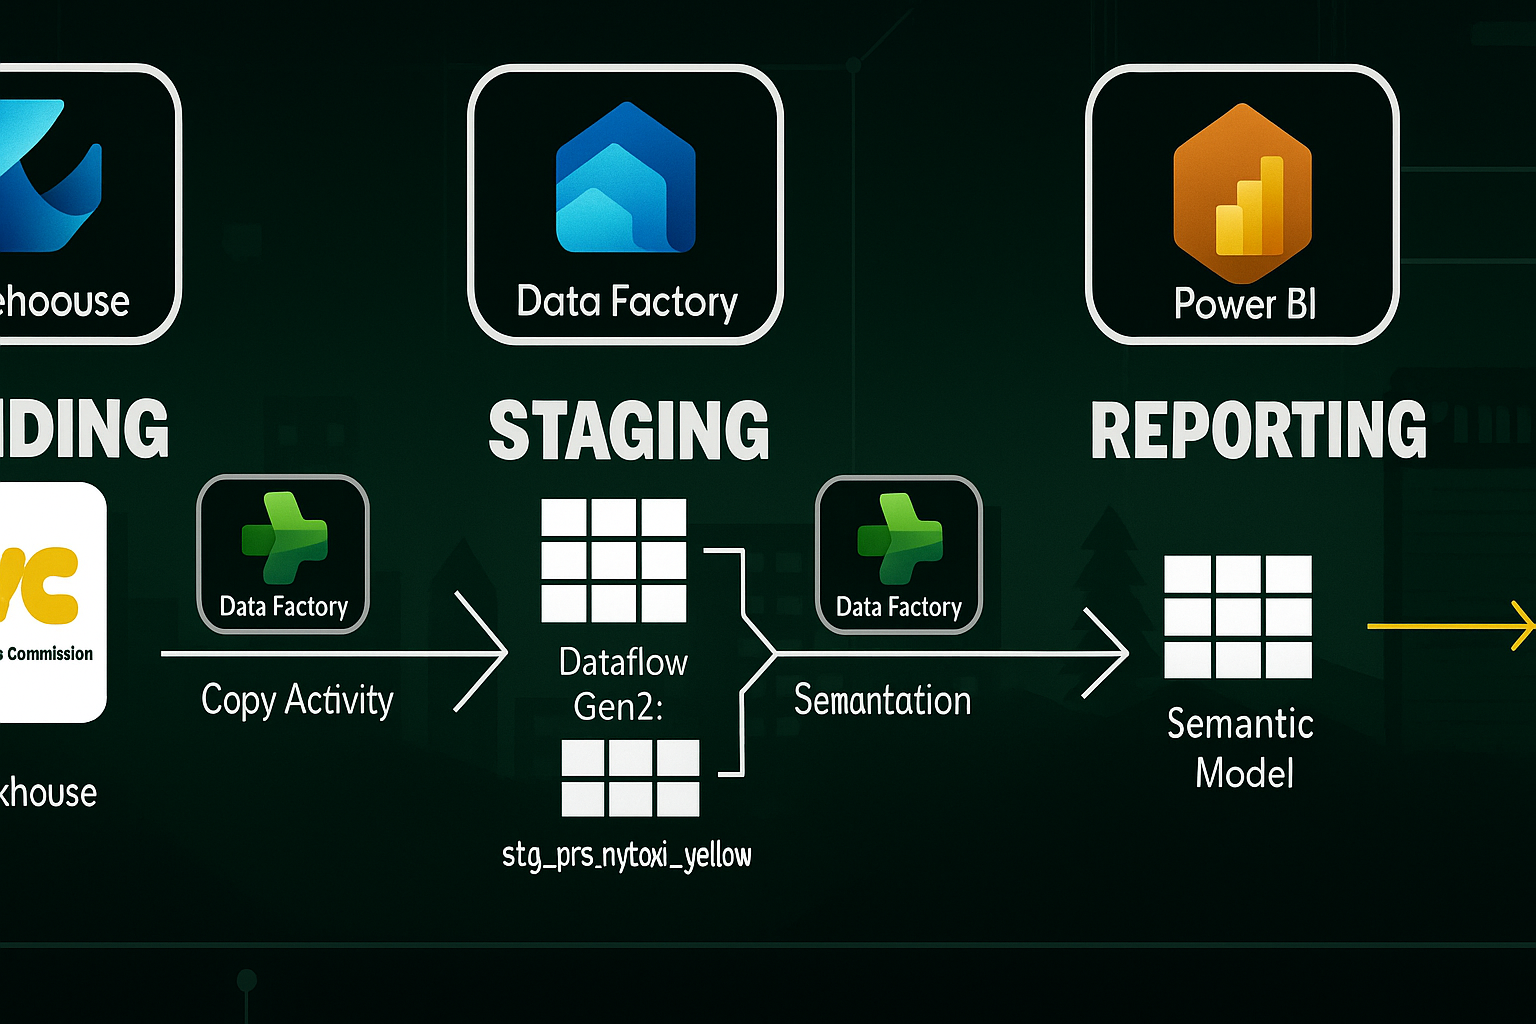 ehoouse
Data Factory
Power BI
NDING
STAGING
REPORTING
YC
s Commission
Data Factory
Copy Activity
khouse
Dataflow
Gen2:
stg_prs_nytoxi_yellow
Data Factory
Semantation
Semantic
Model